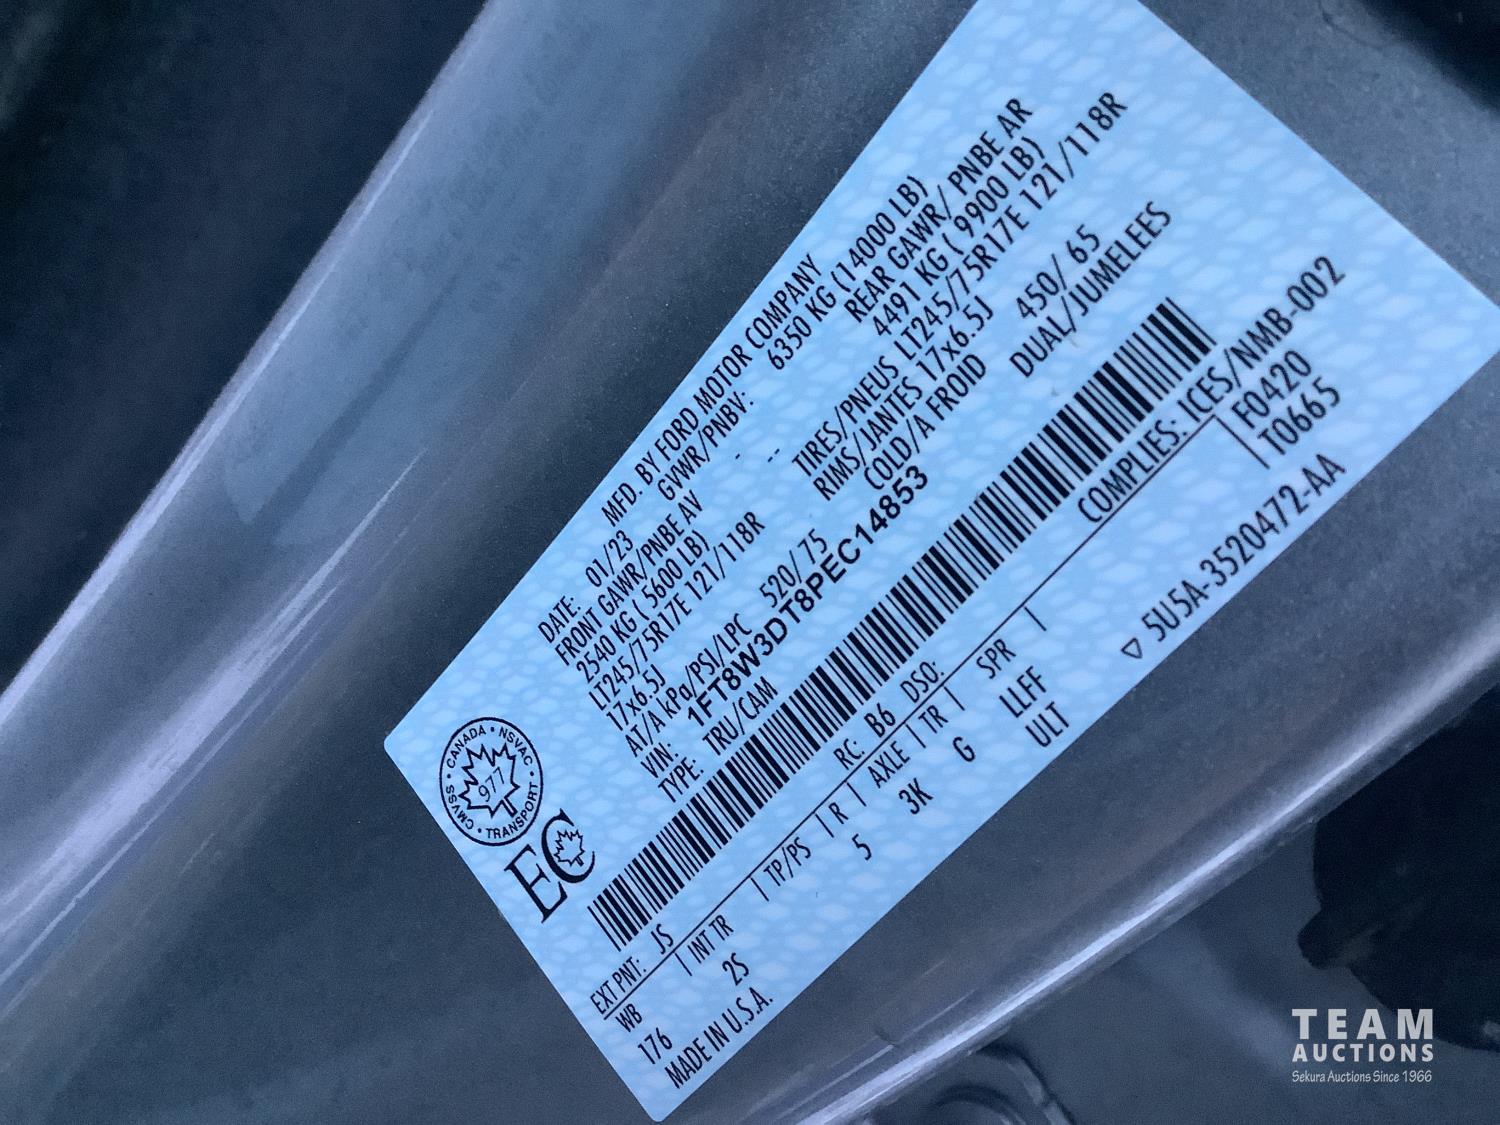 MFD. BY FORD MOTOR COMPANY
DATE: 01/23 GVWR/PNBV: 6350 KG (14000 LB)
FRONT GAWR/PNBE AV - REAR GAWR/ PNBE AR
2540 KG ( 5600 LB) -- 4491 KG ( 9900 LB)
LT245/75R17E 121/118R TIRES/PNEUS LT245/75R17E 121/118R
17x6.5J RIMS/JANTES 17x6.5J
AT/A kPa/PSI/LPC 520/ 75 COLD/A FROID 450/ 65
VIN: 1FT8W3DT8PEC14853 DUAL/JUMELEES
TYPE: TRU/CAM
CANADA • NSVAC • TRANSPORT • CMVSS •
977
EC
COMPLIES: ICES/NMB-002
EXT PNT: JS RC: B6 DSO: F0420
WB | INT TR | TP/PS | R | AXLE | TR | SPR | T0665
176 2S 5 3K G LLFF
ULT
MADE IN U.S.A. ▽ 5U5A-3520472-AA
TEAM
AUCTIONS
Sekura Auctions Since 1966